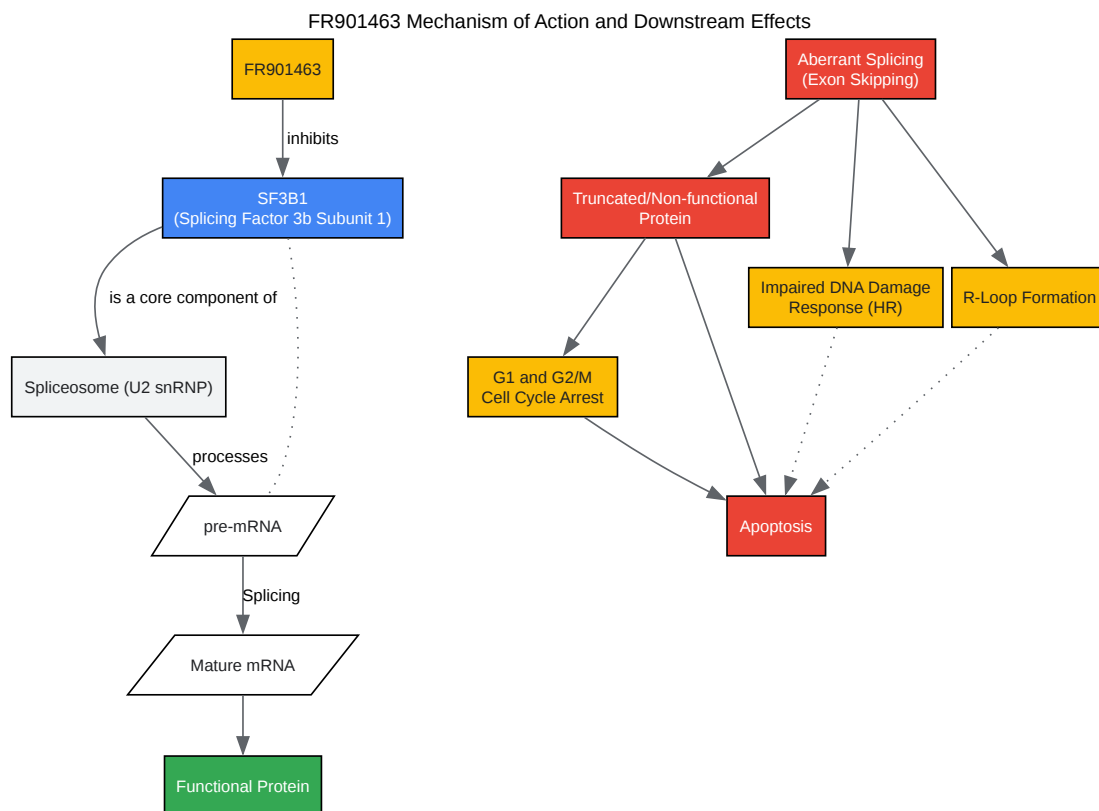 FR901463 Mechanism of Action and Downstream Effects
FR901463
inhibits
SF3B1
(Splicing Factor 3b Subunit 1)
is a core component of
Spliceosome (U2 snRNP)
processes
pre-mRNA
Splicing
Mature mRNA
Functional Protein
Aberrant Splicing
(Exon Skipping)
Truncated/Non-functional
Protein
Impaired DNA Damage
Response (HR)
R-Loop Formation
G1 and G2/M
Cell Cycle Arrest
Apoptosis